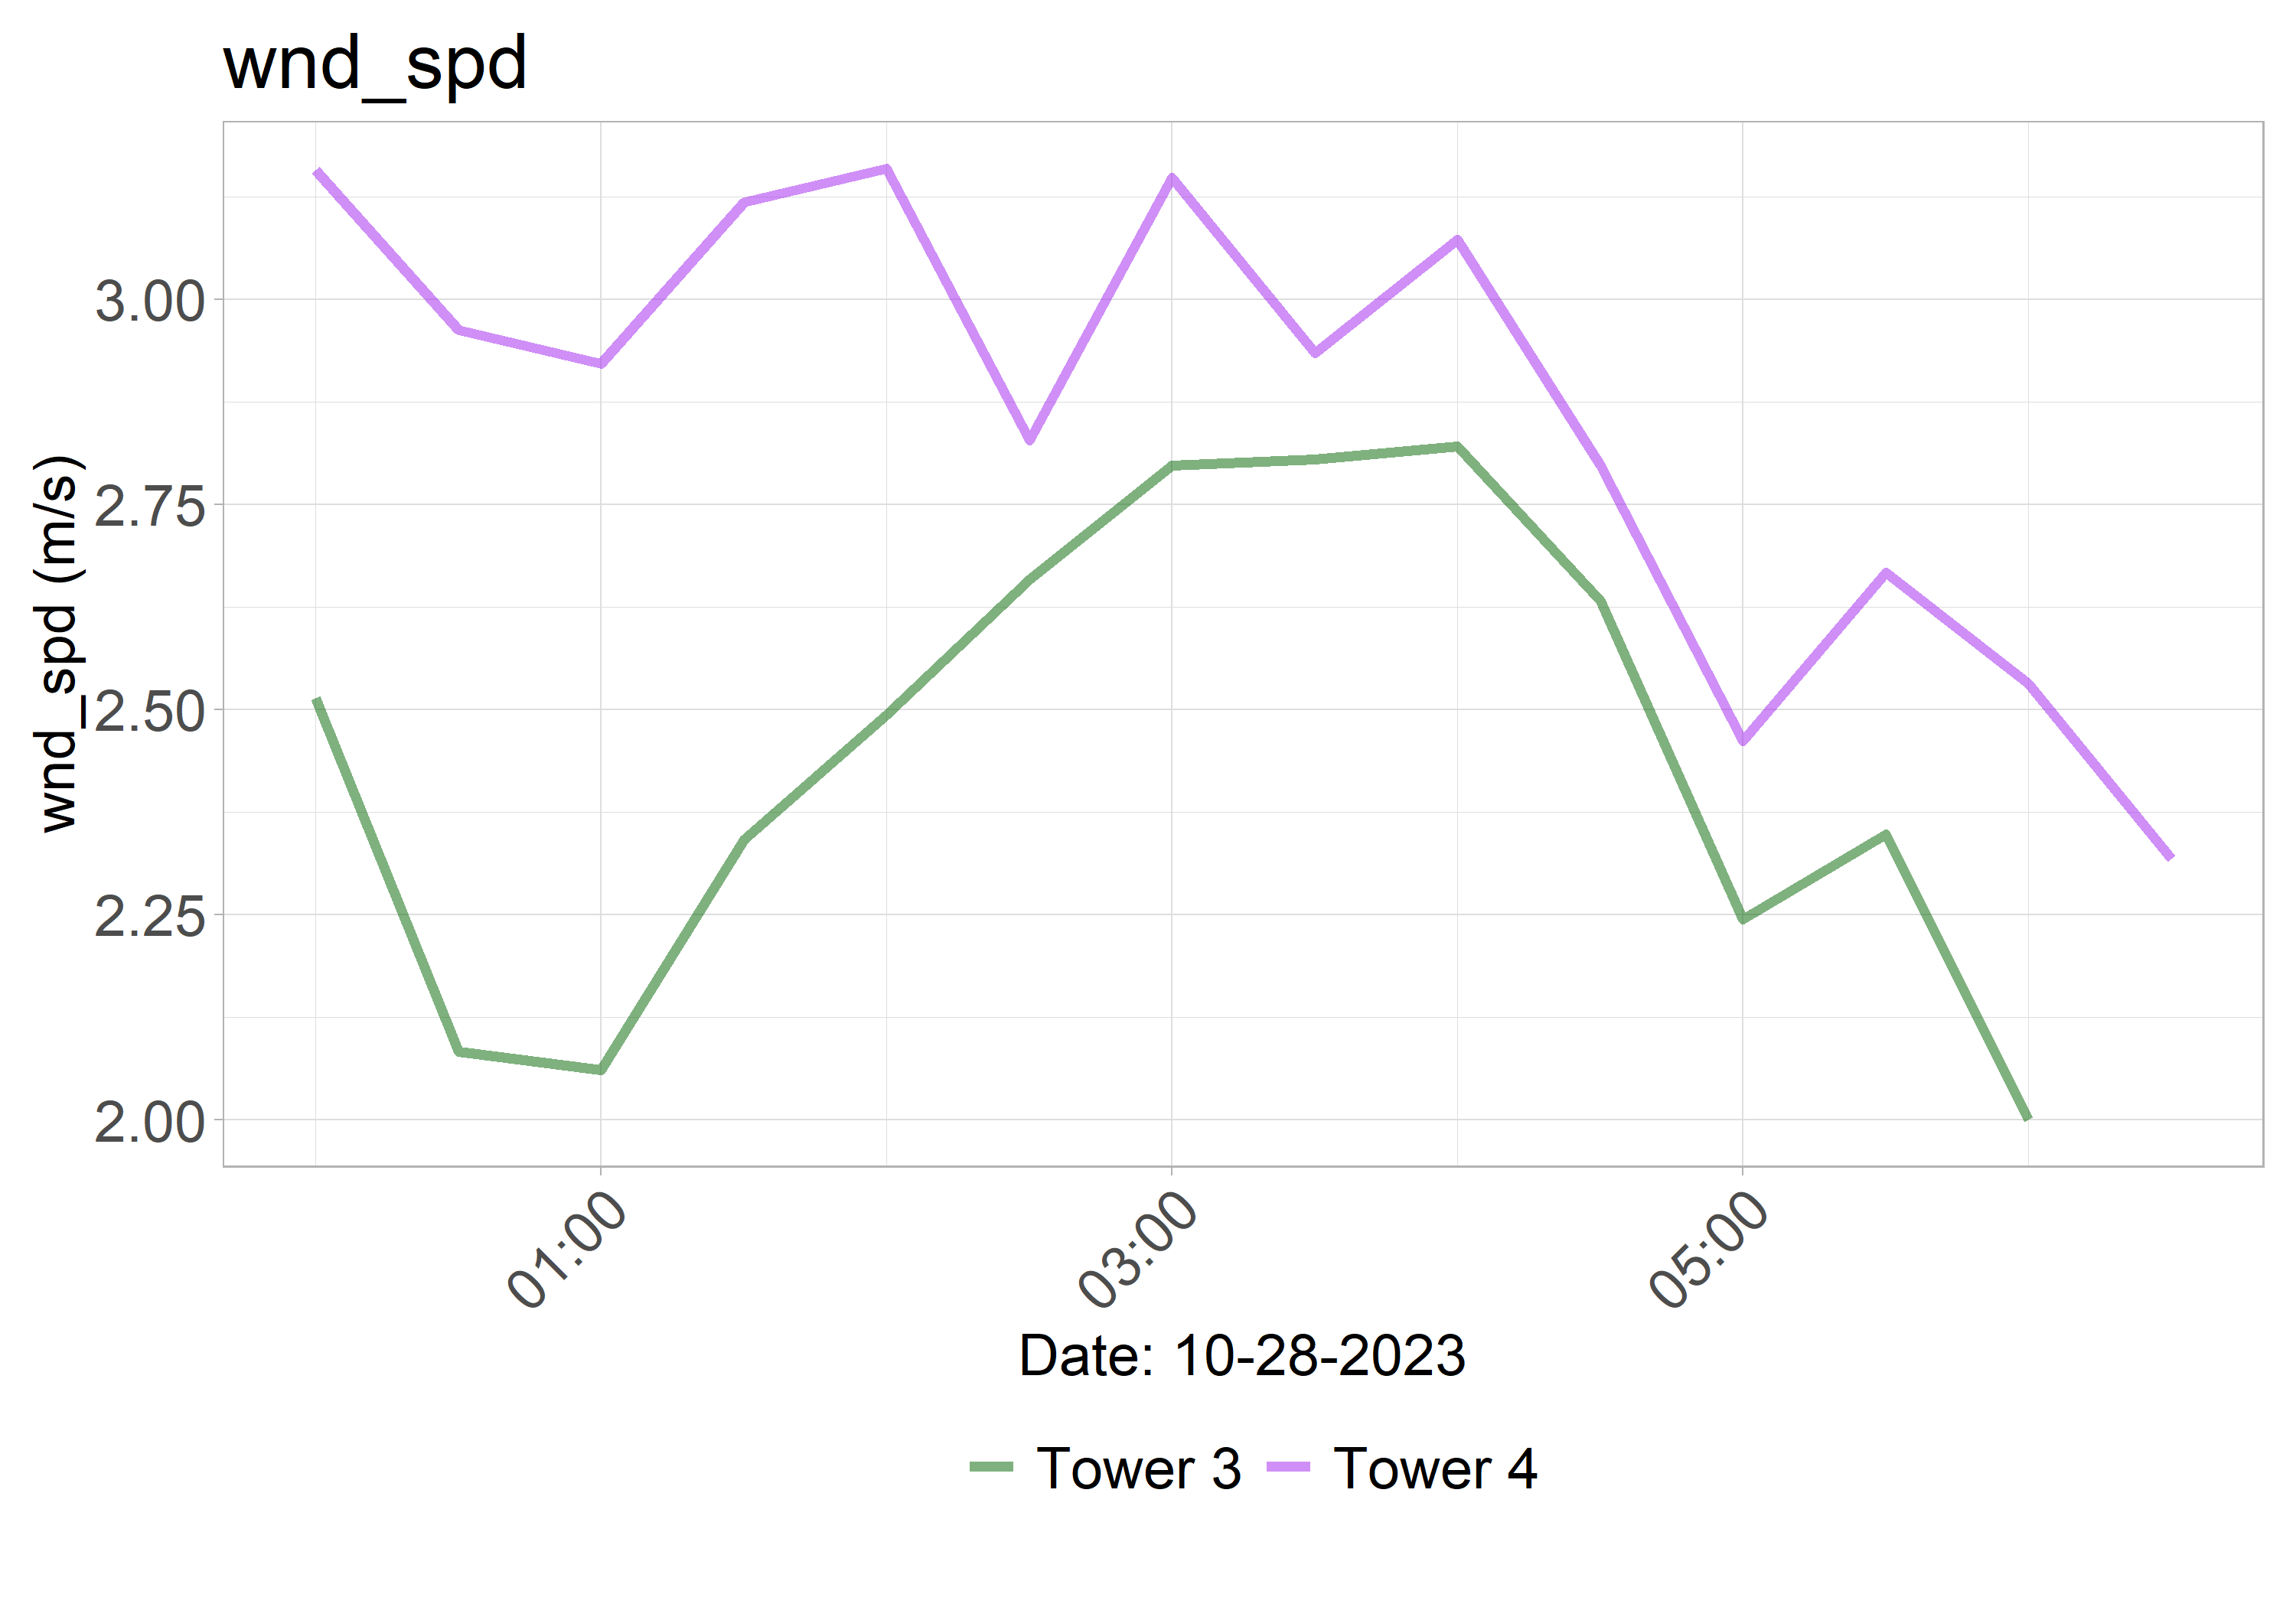 wnd_spd
wnd_spd (m/s)
3.00
2.75
2.50
2.25
2.00
01:00
03:00
05:00
Date: 10-28-2023
Tower 3
Tower 4